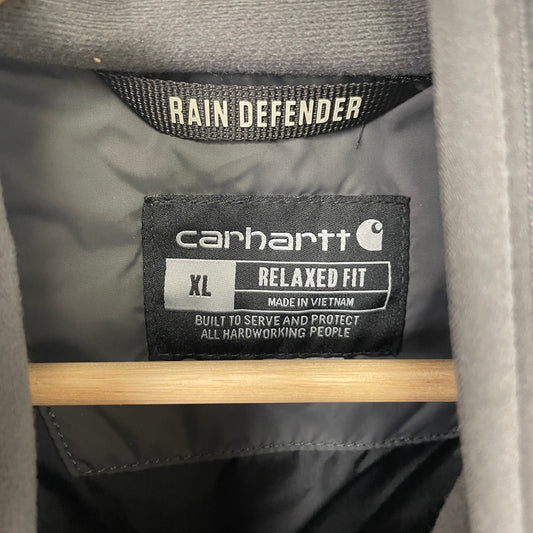 RAIN DEFENDER
carhartt
XL
RELAXED FIT
MADE IN VIETNAM
BUILT TO SERVE AND PROTECT
ALL HARDWORKING PEOPLE